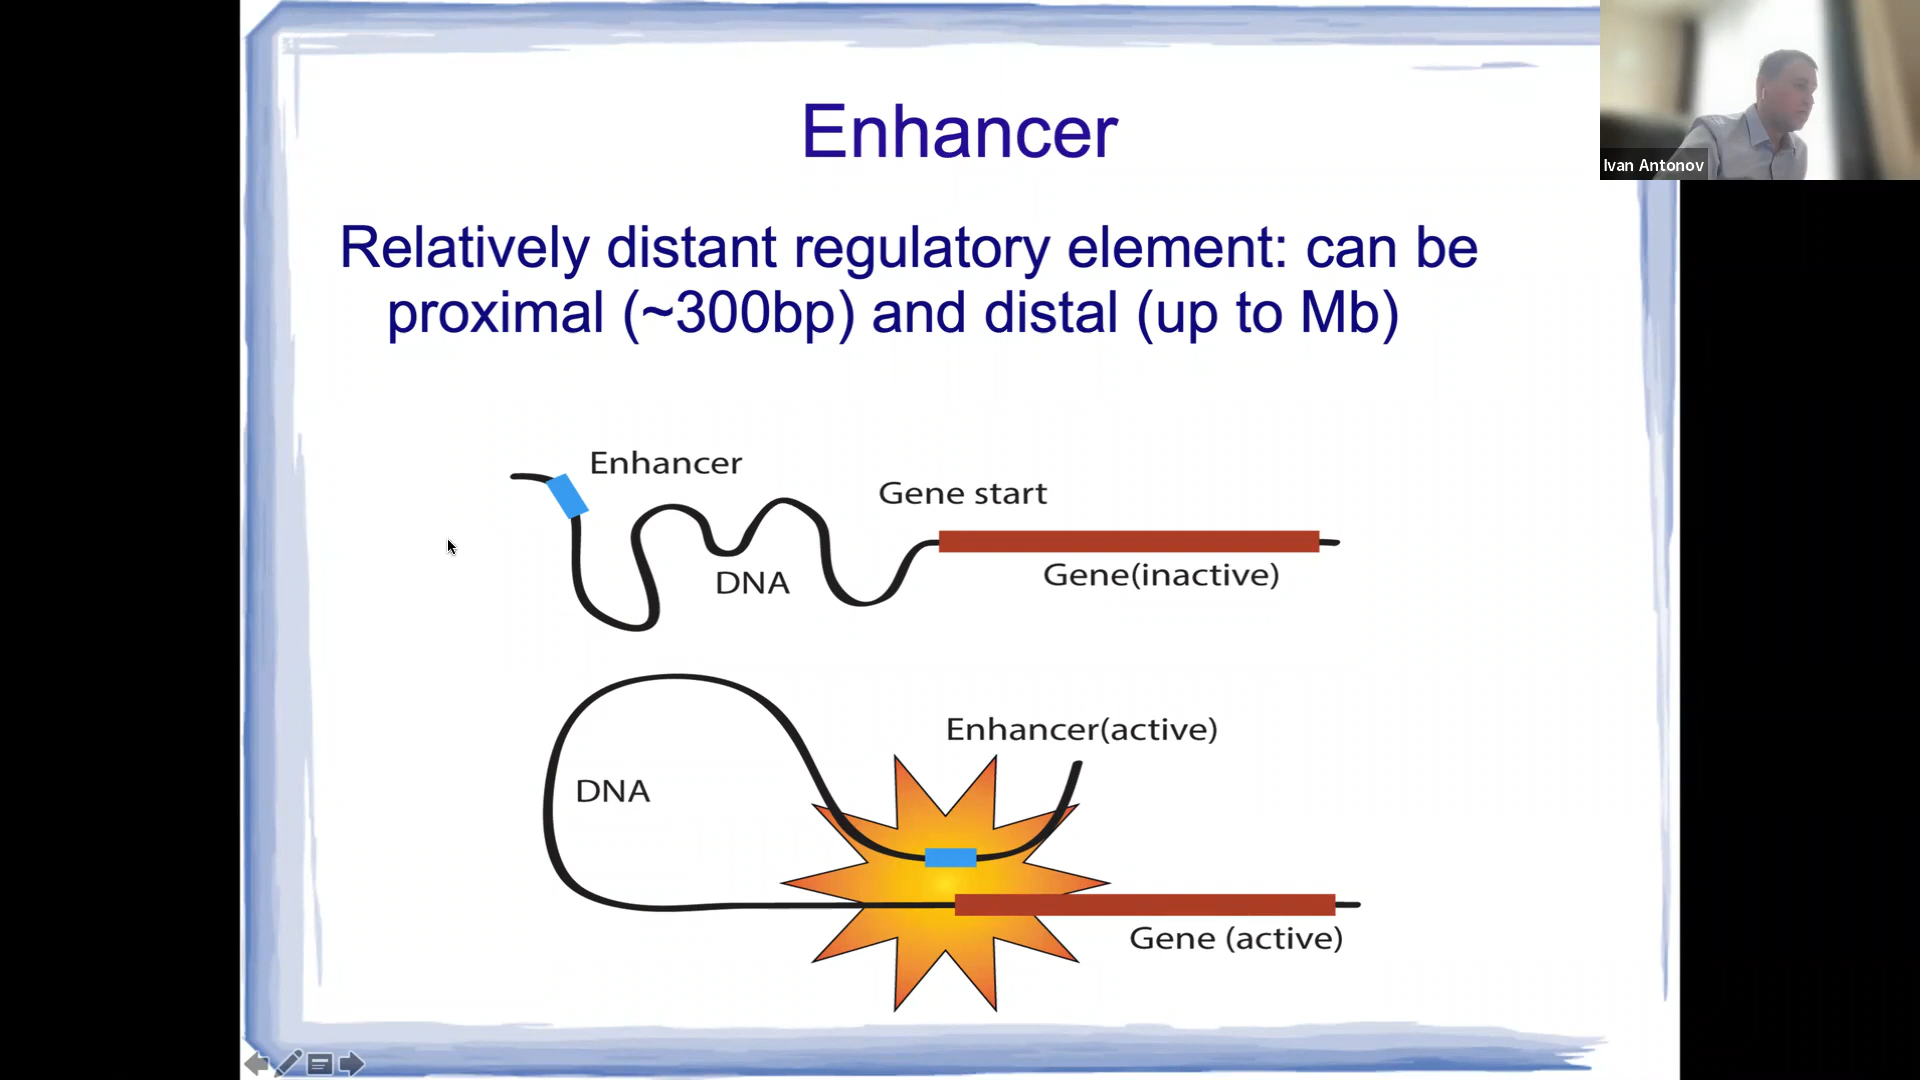 Enhancer
Ivan Antonov
Relatively distant regulatory element: can be
proximal (~300bp) and distal (up to Mb)
Enhancer
Gene start
DNA
Gene(inactive)
Enhancer(active)
DNA
Gene (active)